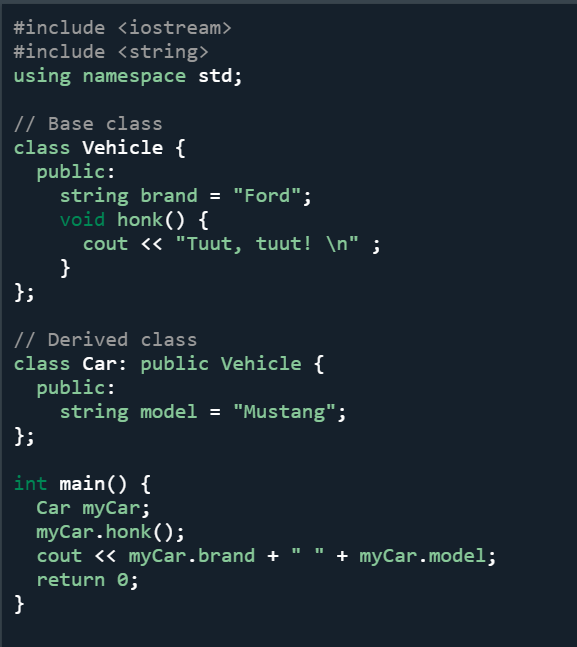 #include <iostream>
#include <string>
using namespace std;

// Base class
class Vehicle {
  public:
    string brand = "Ford";
    void honk() {
      cout << "Tuut, tuut! \n" ;
    }
};

// Derived class
class Car: public Vehicle {
  public:
    string model = "Mustang";
};

int main() {
  Car myCar;
  myCar.honk();
  cout << myCar.brand + " " + myCar.model;
  return 0;
}